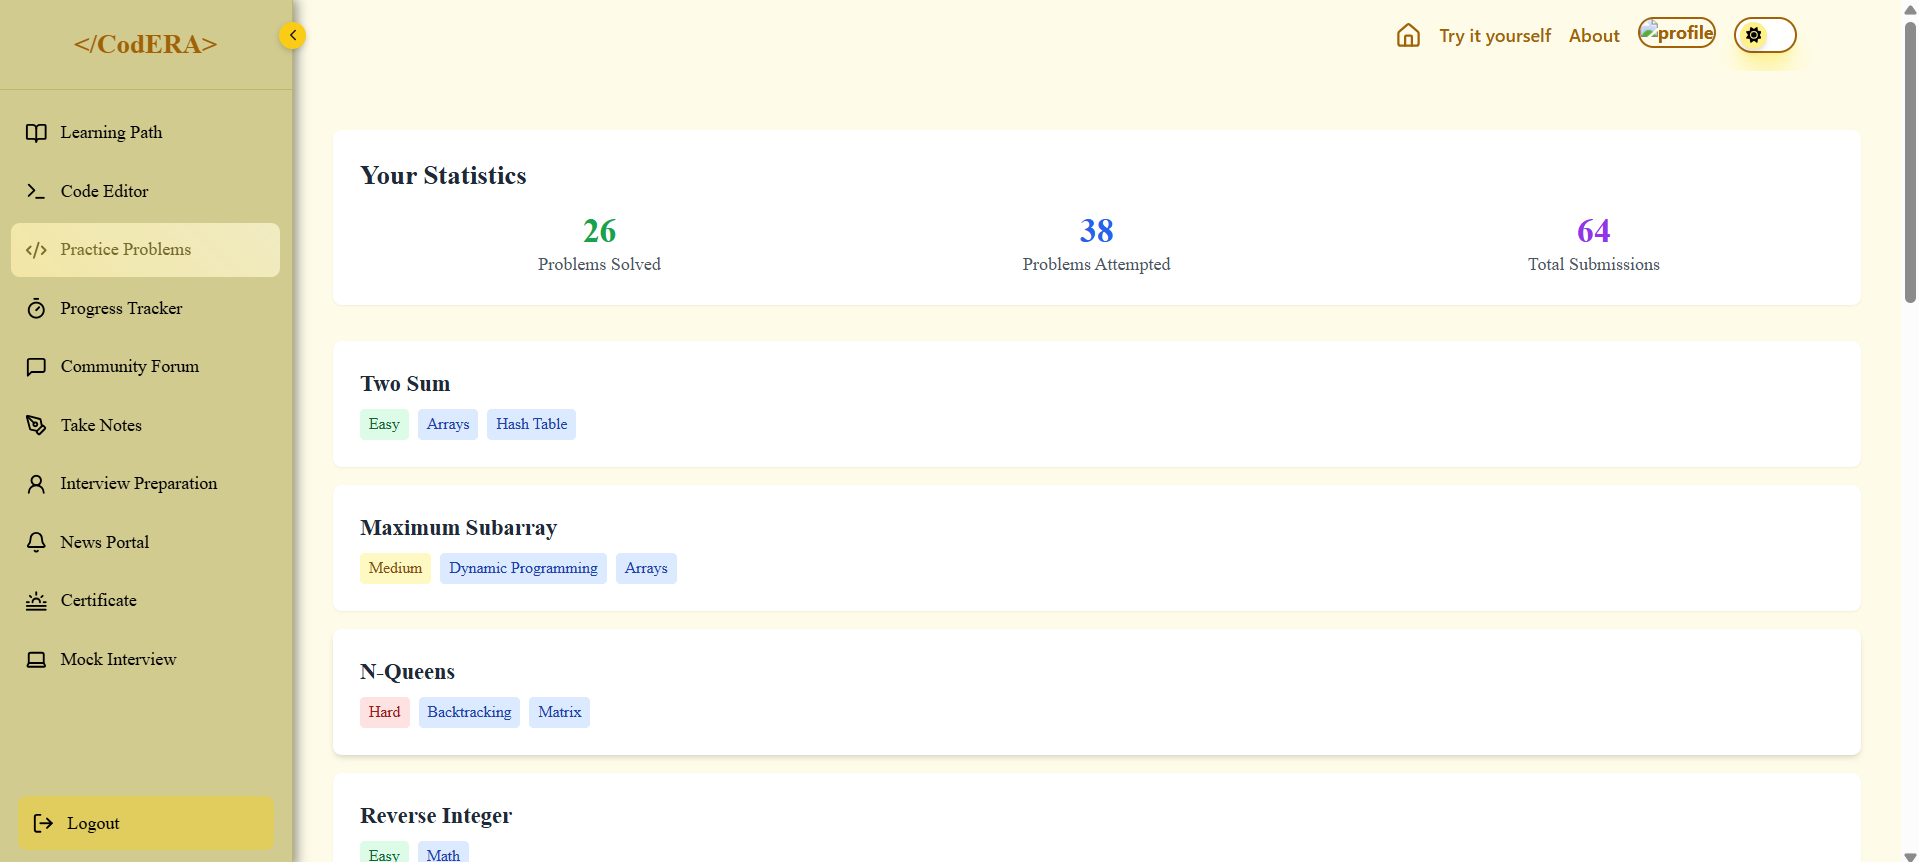 </CodERA>
Learning Path
Code Editor
Practice Problems
Progress Tracker
Community Forum
Take Notes
Interview Preparation
News Portal
Certificate
Mock Interview
Logout
Try it yourself
About
profile
Your Statistics
26
Problems Solved
38
Problems Attempted
64
Total Submissions
Two Sum
Easy Arrays Hash Table
Maximum Subarray
Medium Dynamic Programming Arrays
N-Queens
Hard Backtracking Matrix
Reverse Integer
Easy Math